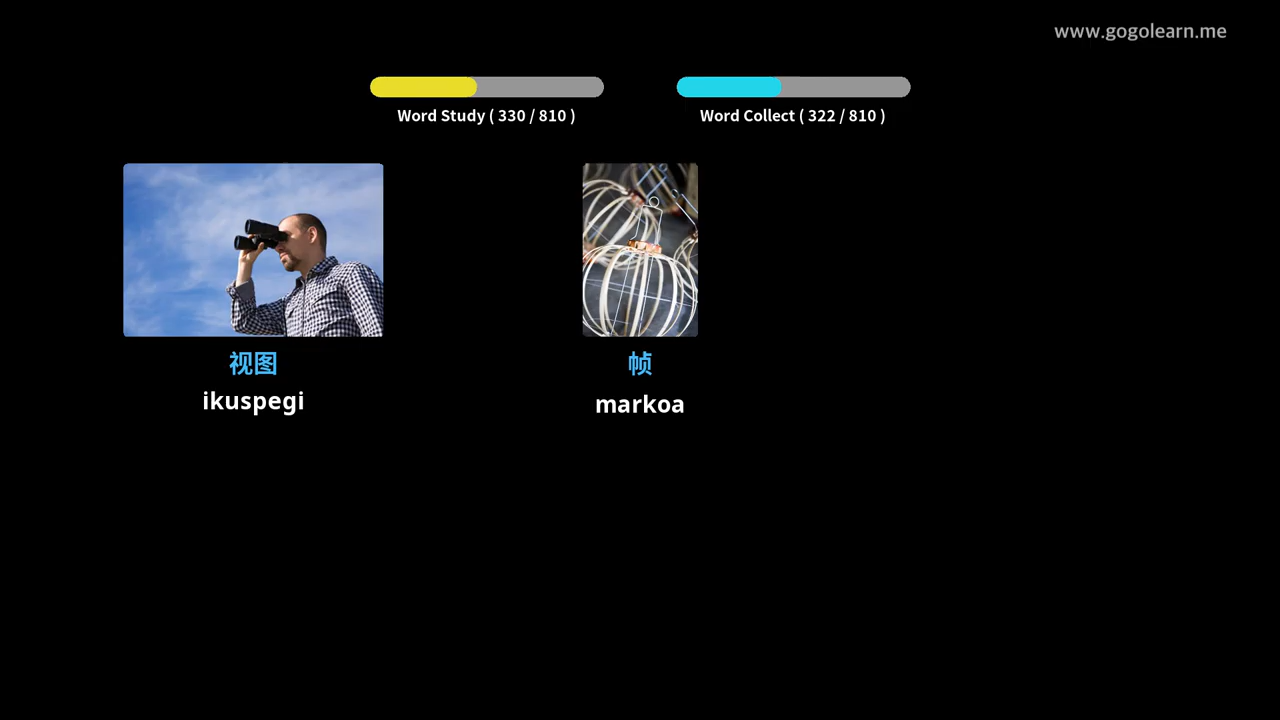 www.gogolearn.me
Word Study ( 330 / 810 )
Word Collect ( 322 / 810 )
视图
ikuspegi
帧
markoa